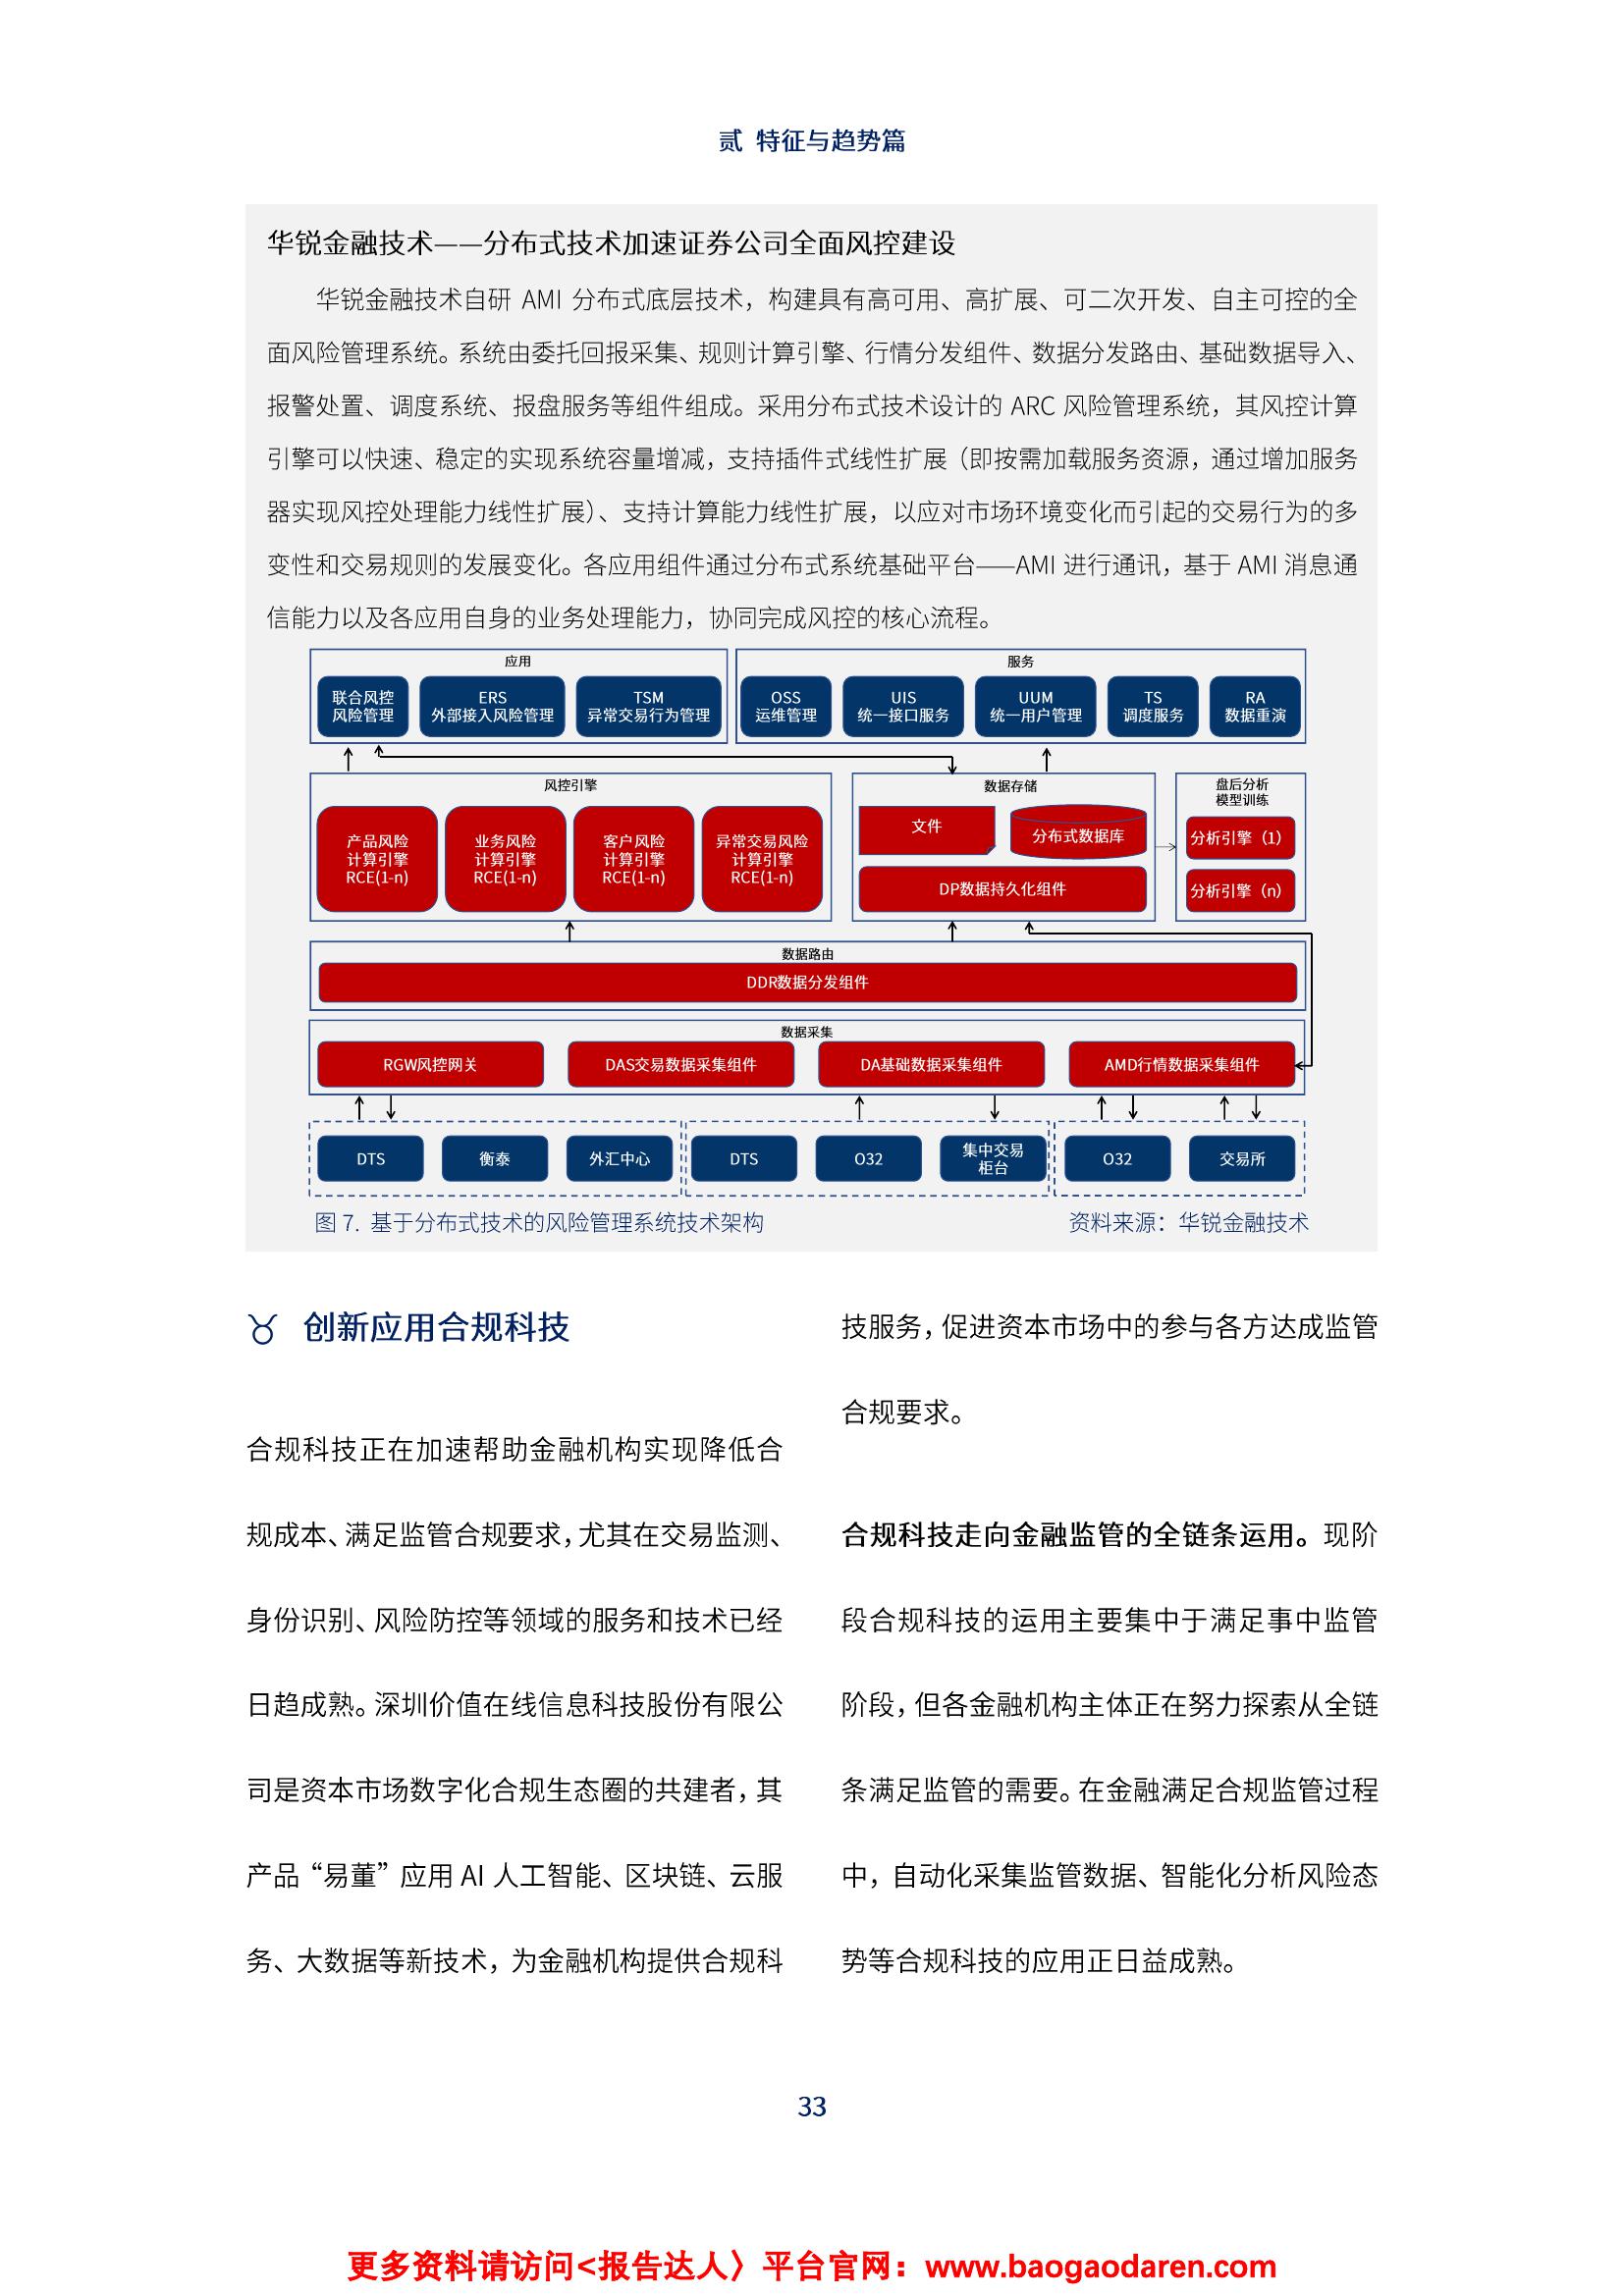 贰 特征与趋势篇
华锐金融技术——分布式技术加速证券公司全面风控建设
华锐金融技术自研 AMI 分布式底层技术，构建具有高可用、高扩展、可二次开发、自主可控的全
面风险管理系统。系统由委托回报采集、规则计算引擎、行情分发组件、数据分发路由、基础数据导入、
报警处置、调度系统、报盘服务等组件组成。采用分布式技术设计的 ARC 风险管理系统，其风控计算
引擎可以快速、稳定的实现系统容量增减，支持插件式线性扩展（即按需加载服务资源，通过增加服务
器实现风控处理能力线性扩展）、支持计算能力线性扩展，以应对市场环境变化而引起的交易行为的多
变性和交易规则的发展变化。各应用组件通过分布式系统基础平台——AMI 进行通讯，基于 AMI 消息通
信能力以及各应用自身的业务处理能力，协同完成风控的核心流程。
应用
联合风控
风险管理
ERS
外部接入风险管理
TSM
异常交易行为管理
服务
OSS
运维管理
UIS
统一接口服务
UUM
统一用户管理
TS
调度服务
RA
数据重演
风控引擎
产品风险
计算引擎
RCE(1-n)
业务风险
计算引擎
RCE(1-n)
客户风险
计算引擎
RCE(1-n)
异常交易风险
计算引擎
RCE(1-n)
数据存储
文件
分布式数据库
DP数据持久化组件
盘后分析
模型训练
分析引擎（1）
分析引擎（n）
数据路由
DDR数据分发组件
数据采集
RGW风控网关
DAS交易数据采集组件
DA基础数据采集组件
AMD行情数据采集组件
DTS
衡泰
外汇中心
DTS
O32
集中交易
柜台
O32
交易所
图 7. 基于分布式技术的风险管理系统技术架构
资料来源：华锐金融技术
♉ 创新应用合规科技
合规科技正在加速帮助金融机构实现降低合
规成本、满足监管合规要求，尤其在交易监测、
身份识别、风险防控等领域的服务和技术已经
日趋成熟。深圳价值在线信息科技股份有限公
司是资本市场数字化合规生态圈的共建者，其
产品“易董”应用 AI 人工智能、区块链、云服
务、大数据等新技术，为金融机构提供合规科
技服务，促进资本市场中的参与各方达成监管
合规要求。
合规科技走向金融监管的全链条运用。现阶
段合规科技的运用主要集中于满足事中监管
阶段，但各金融机构主体正在努力探索从全链
条满足监管的需要。在金融满足合规监管过程
中，自动化采集监管数据、智能化分析风险态
势等合规科技的应用正日益成熟。
33
更多资料请访问<报告达人〉平台官网：www.baogaodaren.com